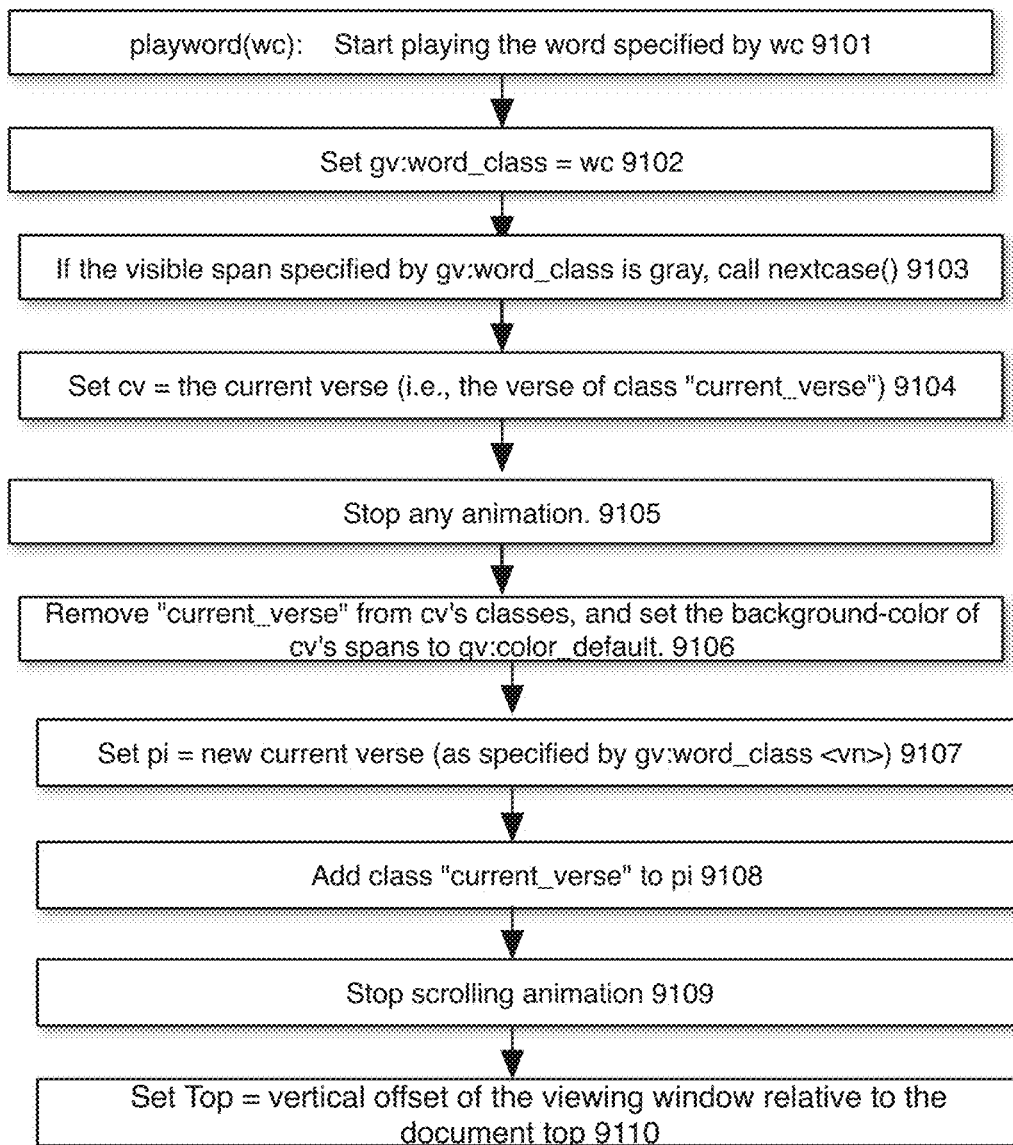 playword(wc): Start playing the word specified by wc 9101
Set gv:word_class = wc 9102
If the visible span specified by gv:word_class is gray, call nextcase() 9103
Set cv = the current verse (i.e., the verse of class "current_verse") 9104
Stop any animation. 9105
Remove "current_verse" from cv's classes, and set the background-color of
cv's spans to gv:color_default. 9106
Set pi = new current verse (as specified by gv:word_class <vn>) 9107
Add class "current_verse" to pi 9108
Stop scrolling animation 9109
Set Top = vertical offset of the viewing window relative to the
document top 9110